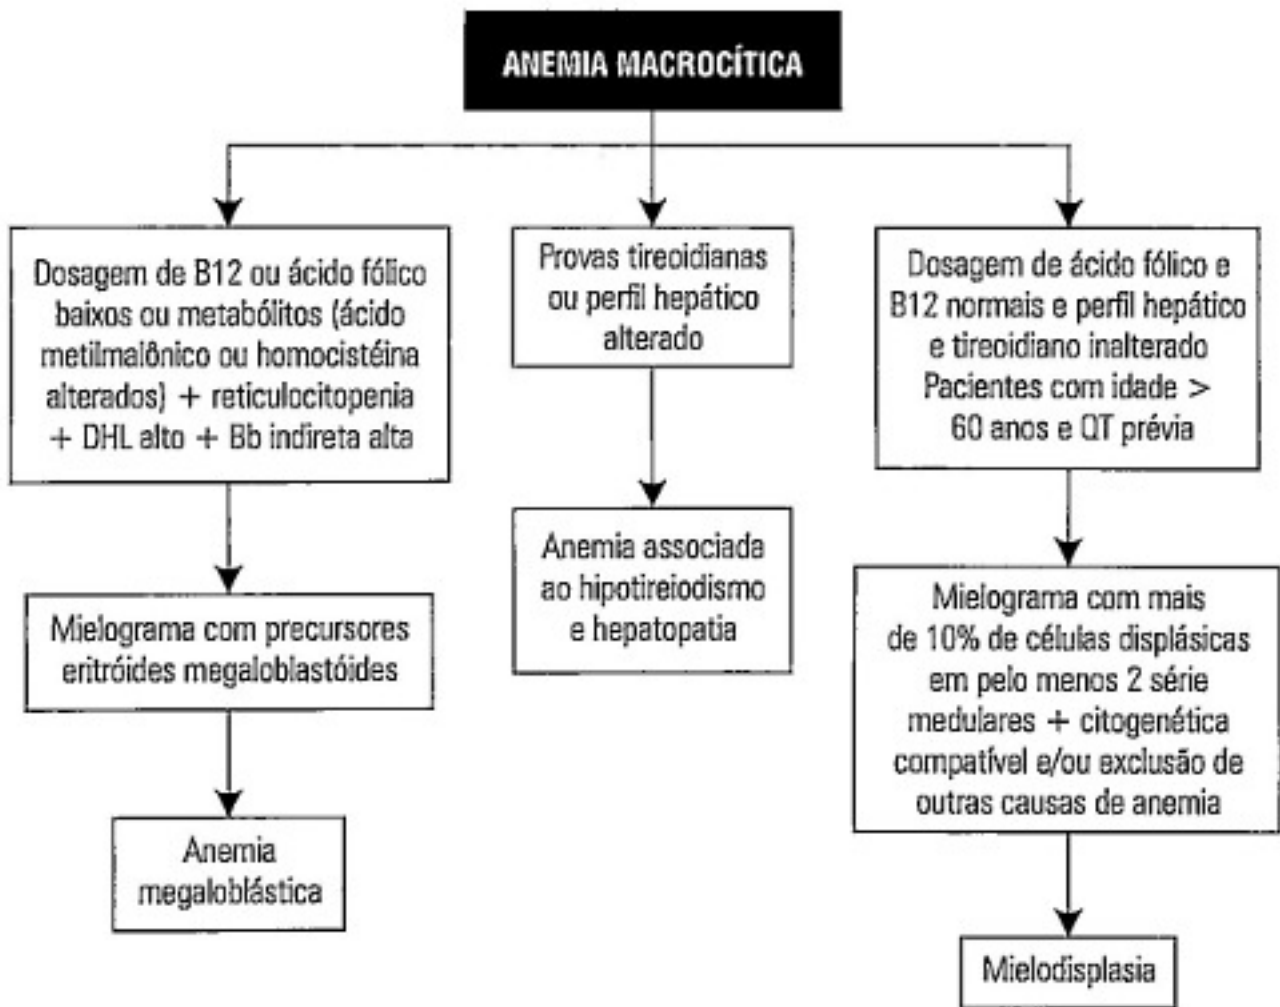 ANEMIA MACROCÍTICA
Dosagem de B12 ou ácido fólico
baixos ou metabólitos (ácido
metilmalônico ou homocistéina
alterados) + reticulocitopenia
+ DHL alto + Bb indireta alta
Mielograma com precursores
eritróides megaloblastóides
Anemia
megaloblástica
Provas tireoidianas
ou perfil hepático
alterado
Anemia associada
ao hipotireiodismo
e hepatopatia
Dosagem de ácido fólico e
B12 normais e perfil hepático
e tireoidiano inalterado
Pacientes com idade >
60 anos e QT prévia
Mielograma com mais
de 10% de células displásicas
em pelo menos 2 série
medulares + citogenética
compatível e/ou exclusão de
outras causas de anemia
Mielodisplasia